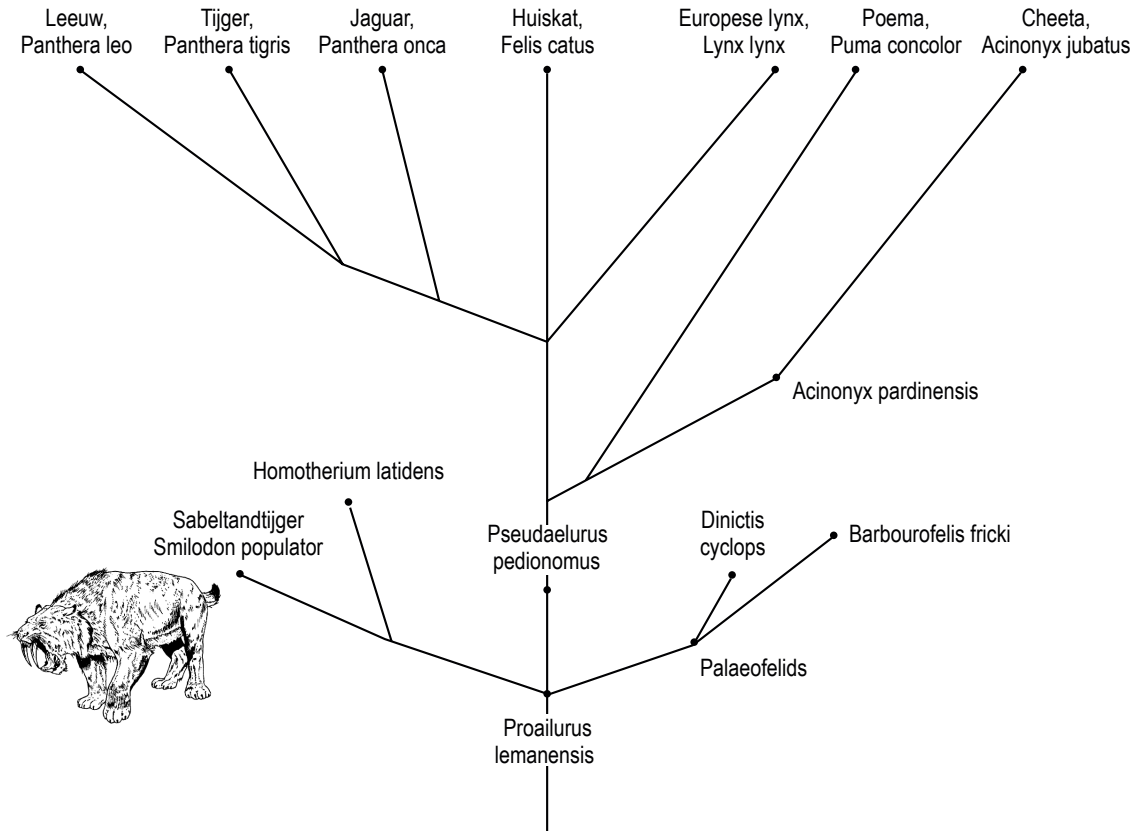 Leeuw,
Panthera leo
Tijger,
Panthera tigris
Jaguar,
Panthera onca
Huiskat,
Felis catus
Europese lynx,
Lynx lynx
Poema,
Puma concolor
Cheeta,
Acinonyx jubatus
Acinonyx pardinensis
Homotherium latidens
Sabeltandtijger
Smilodon populator
Pseudaelurus
pedionomus
Dinictis
cyclops
Barbourofelis fricki
Palaeofelids
Proailurus
lemanensis